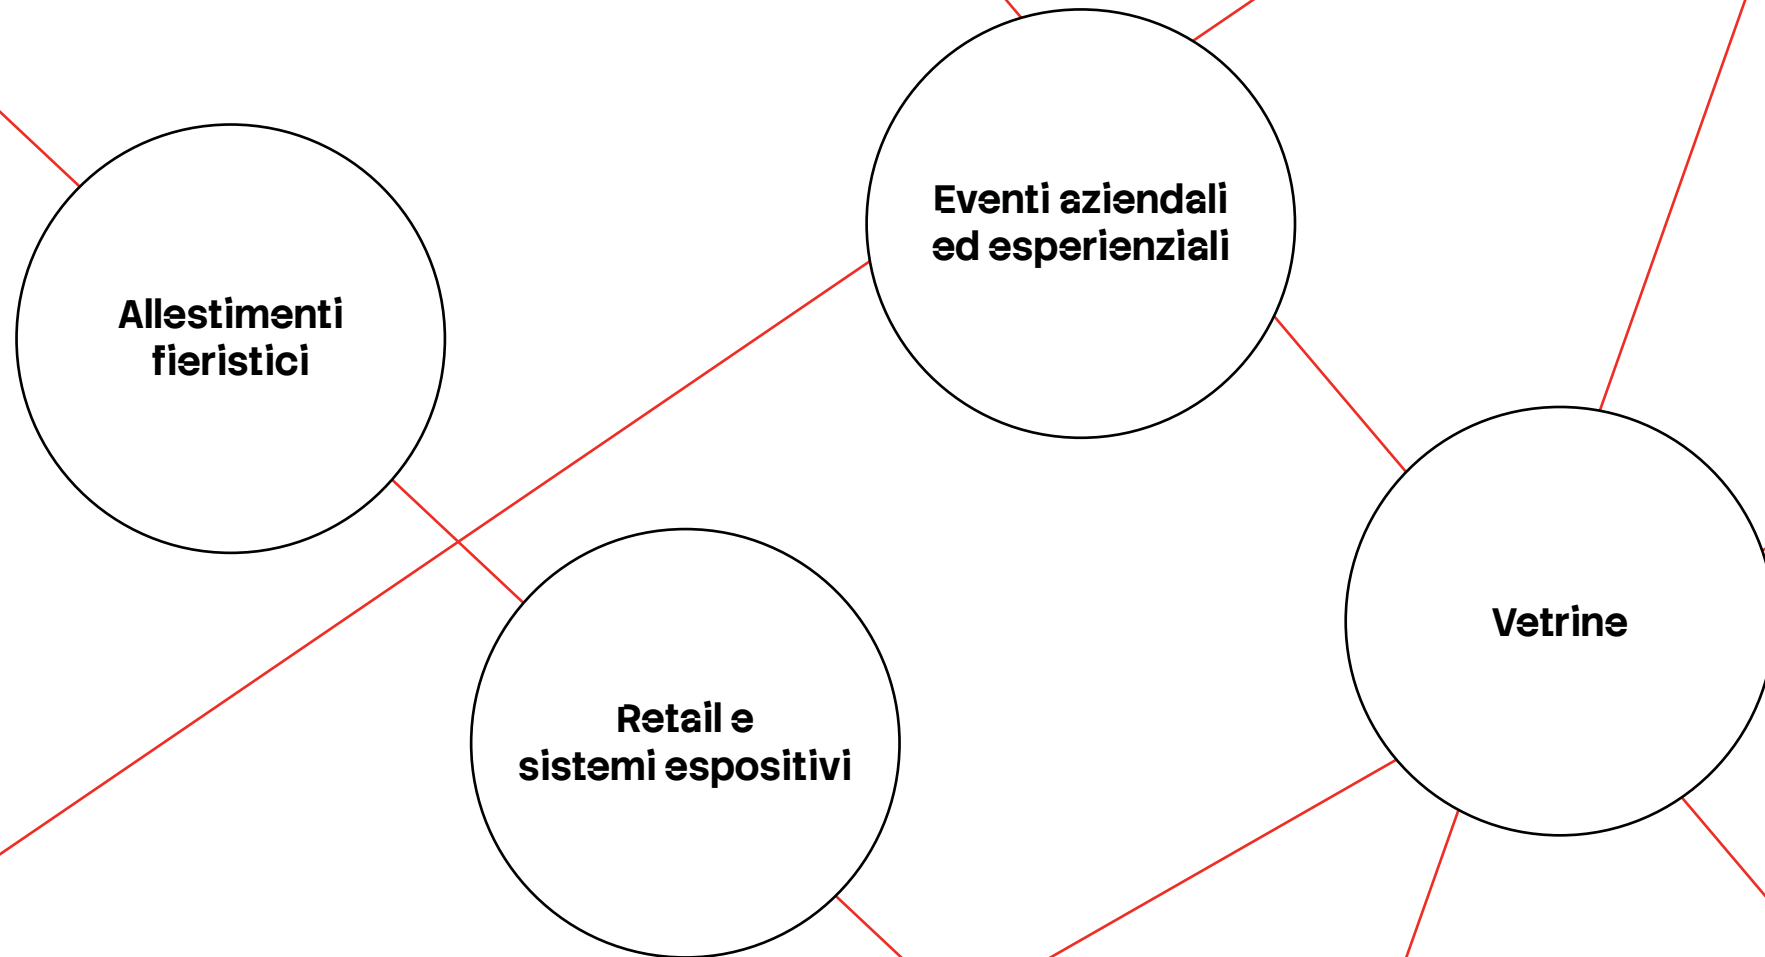 Allestimenti
fieristici
Eventi aziendali
ed esperienziali
Retail e
sistemi espositivi
Vetrine